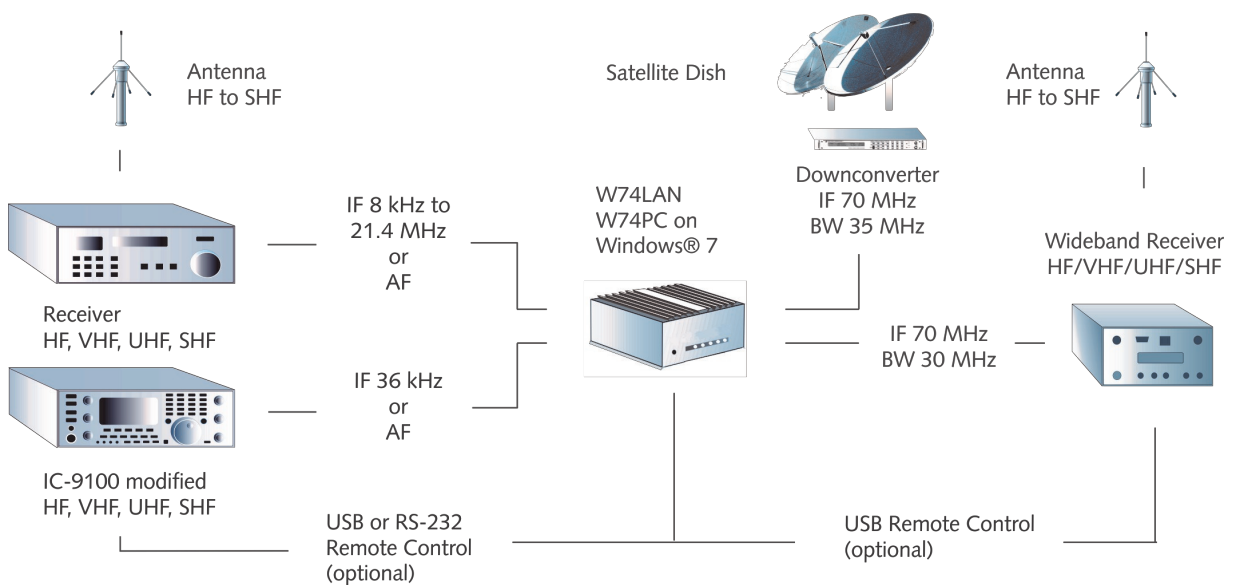 Antenna
HF to SHF
Satellite Dish
Antenna
HF to SHF
Downconverter
IF 70 MHz
BW 35 MHz
IF 8 kHz to
21.4 MHz
or
AF
W74LAN
W74PC on
Windows® 7
Wideband Receiver
HF/VHF/UHF/SHF
Receiver
HF, VHF, UHF, SHF
IF 70 MHz
BW 30 MHz
IF 36 kHz
or
AF
IC-9100 modified
HF, VHF, UHF, SHF
USB or RS-232
Remote Control
(optional)
USB Remote Control
(optional)